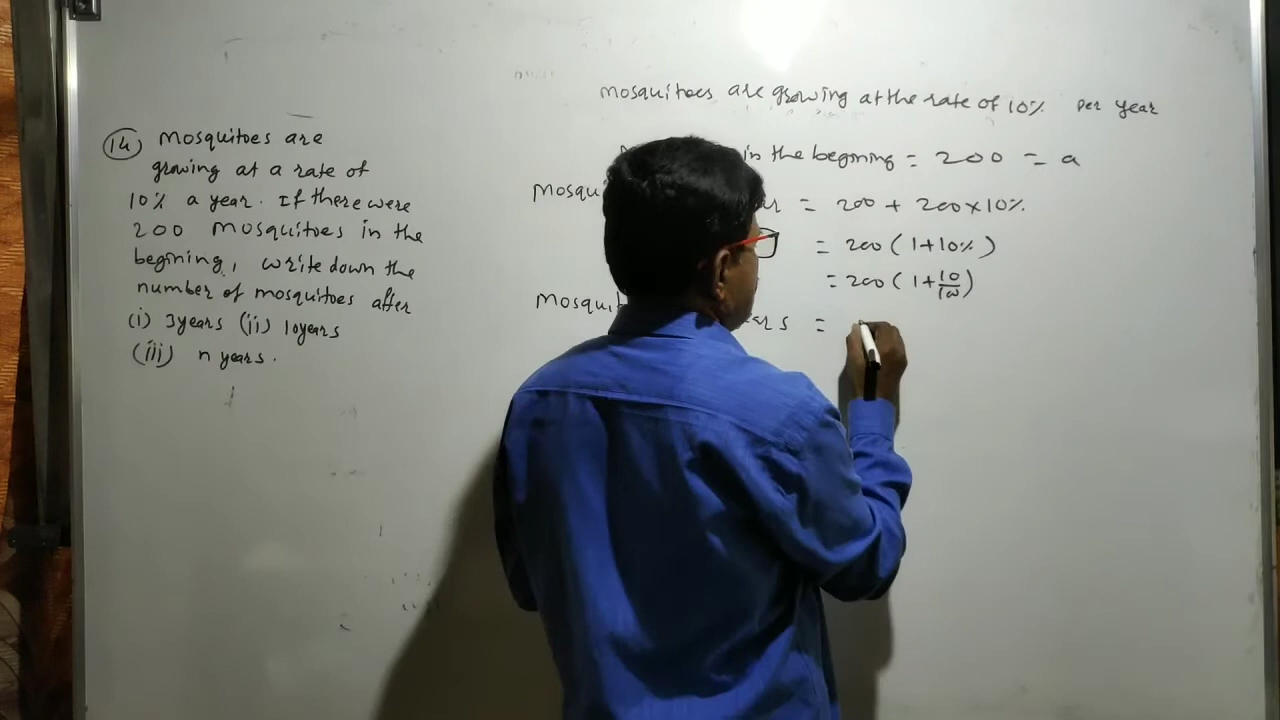 14 Mosquitoes are
growing at a rate of
10% a year. If there were
200 mosquitoes in the
begining, write down the
number of mosquitoes after
(i) 3years (ii) 10years
(iii) n years.
mosquitoes are growing at the rate of 10% per year
in the begining = 200 = a
= 200 + 200×10%
= 200 (1+10%)
= 200 (1+10/100)
=